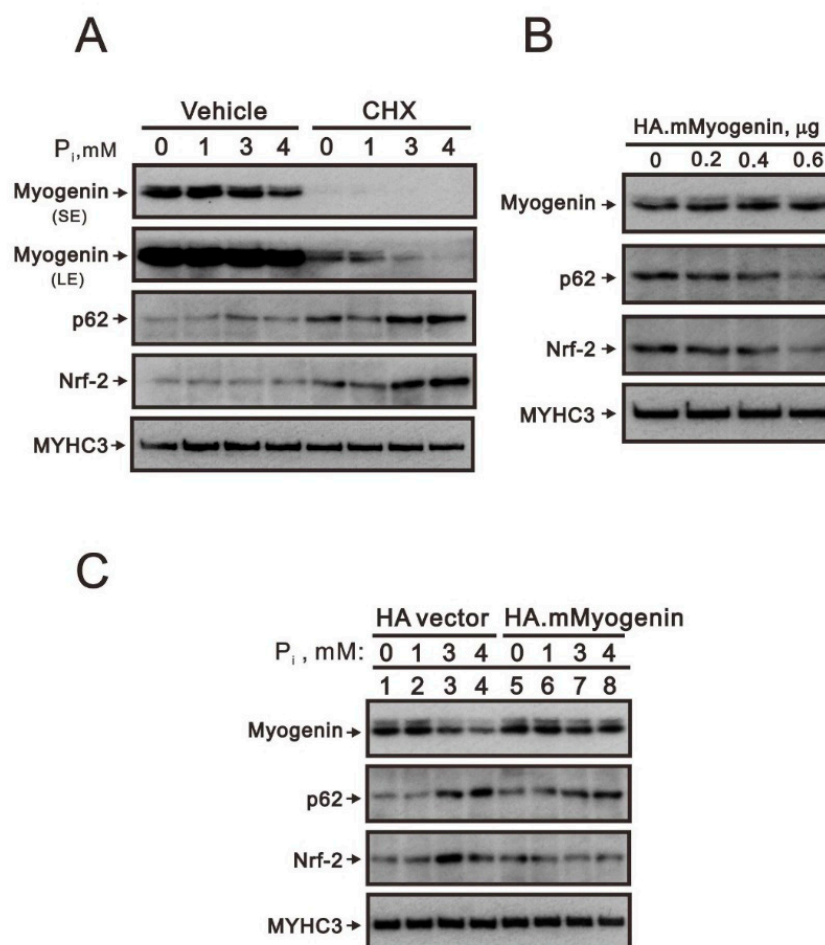 A
Vehicle CHX
Pi,mM 0 1 3 4 0 1 3 4
Myogenin
(SE)
Myogenin
(LE)
p62
Nrf-2
MYHC3
B
HA.mMyogenin, μg
0 0.2 0.4 0.6
Myogenin
p62
Nrf-2
MYHC3
C
HA vector HA.mMyogenin
Pi , mM: 0 1 3 4 0 1 3 4
1 2 3 4 5 6 7 8
Myogenin
p62
Nrf-2
MYHC3